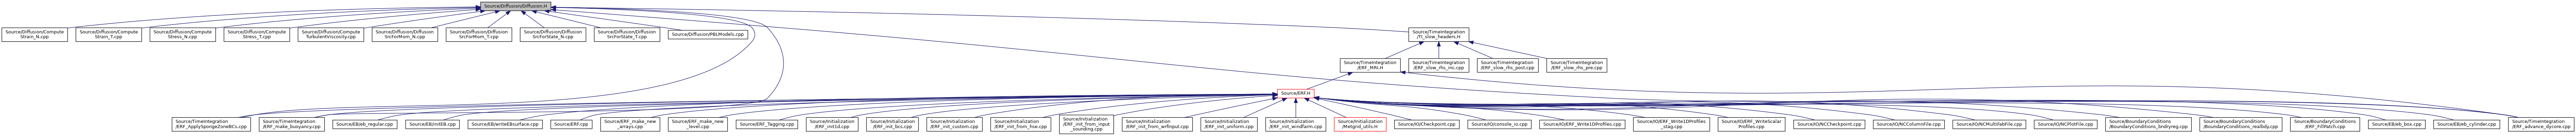 Source/Diffusion/Diffusion.H
Source/Diffusion/Compute
Strain_N.cpp
Source/Diffusion/Compute
Strain_T.cpp
Source/Diffusion/Compute
Stress_N.cpp
Source/Diffusion/Compute
Stress_T.cpp
Source/Diffusion/Compute
TurbulentViscosity.cpp
Source/Diffusion/Diffusion
SrcForMom_N.cpp
Source/Diffusion/Diffusion
SrcForMom_T.cpp
Source/Diffusion/Diffusion
SrcForState_N.cpp
Source/Diffusion/Diffusion
SrcForState_T.cpp
Source/Diffusion/PBLModels.cpp
Source/TimeIntegration
/TI_slow_headers.H
Source/TimeIntegration
/ERF_MRI.H
Source/TimeIntegration
/ERF_slow_rhs_inc.cpp
Source/TimeIntegration
/ERF_slow_rhs_post.cpp
Source/TimeIntegration
/ERF_slow_rhs_pre.cpp
Source/ERF.H
Source/TimeIntegration
/ERF_ApplySpongeZoneBCs.cpp
Source/TimeIntegration
/ERF_make_buoyancy.cpp
Source/EB/eb_regular.cpp
Source/EB/initEB.cpp
Source/EB/writeEBsurface.cpp
Source/ERF.cpp
Source/ERF_make_new
_arrays.cpp
Source/ERF_make_new
_level.cpp
Source/ERF_Tagging.cpp
Source/Initialization
/ERF_init1d.cpp
Source/Initialization
/ERF_init_bcs.cpp
Source/Initialization
/ERF_init_custom.cpp
Source/Initialization
/ERF_init_from_hse.cpp
Source/Initialization
/ERF_init_from_input
_sounding.cpp
Source/Initialization
/ERF_init_from_wrfinput.cpp
Source/Initialization
/ERF_init_uniform.cpp
Source/Initialization
/ERF_init_windfarm.cpp
Source/Initialization
/Metgrid_utils.H
Source/IO/Checkpoint.cpp
Source/IO/console_io.cpp
Source/IO/ERF_Write1DProfiles.cpp
Source/IO/ERF_Write1DProfiles
_stag.cpp
Source/IO/ERF_WriteScalar
Profiles.cpp
Source/IO/NCCheckpoint.cpp
Source/IO/NCColumnFile.cpp
Source/IO/NCMultiFabFile.cpp
Source/IO/NCPlotFile.cpp
Source/BoundaryConditions
/BoundaryConditions_bndryreg.cpp
Source/BoundaryConditions
/BoundaryConditions_realbdy.cpp
Source/BoundaryConditions
/ERF_FillPatch.cpp
Source/EB/eb_box.cpp
Source/EB/eb_cylinder.cpp
Source/TimeIntegration
/ERF_advance_dycore.cpp